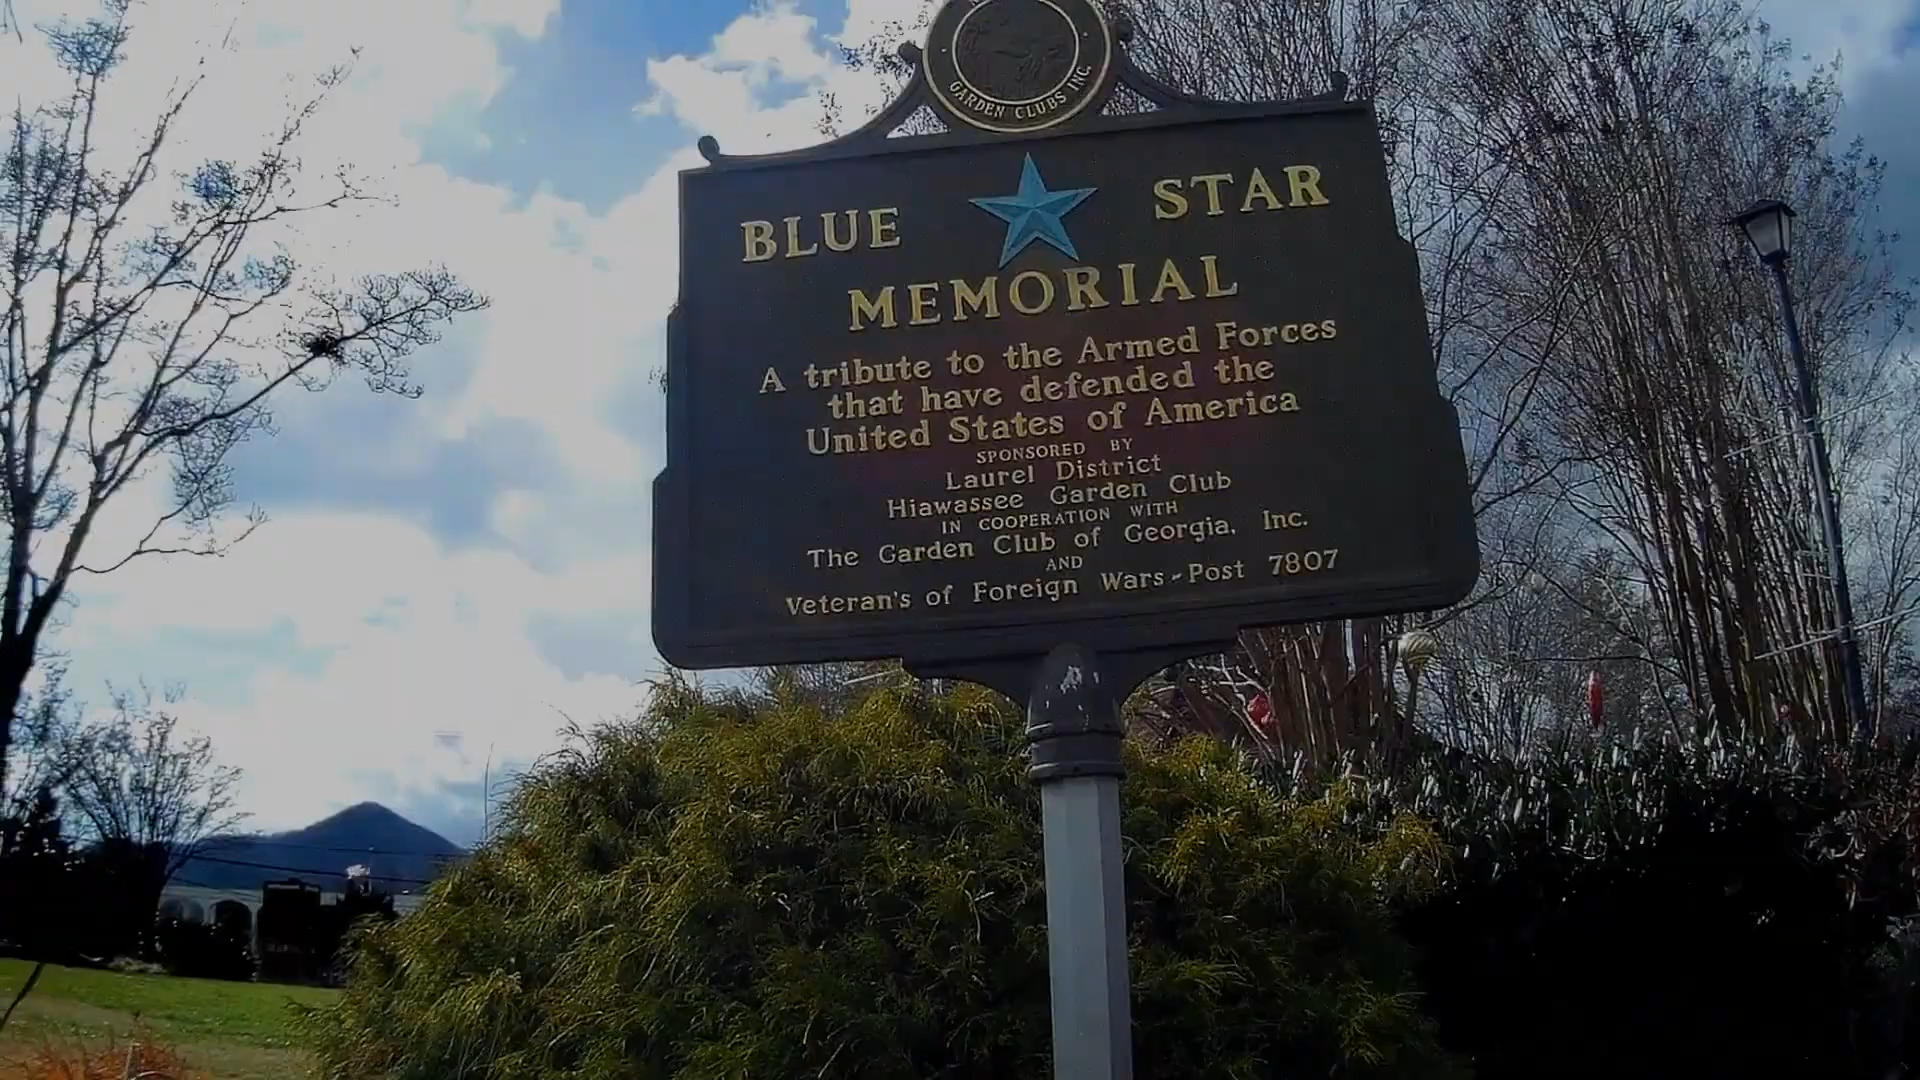 GARDEN CLUBS INC.
BLUE STAR
MEMORIAL
A tribute to the Armed Forces
that have defended the
United States of America
SPONSORED BY
Laurel District
Hiawassee Garden Club
IN COOPERATION WITH
The Garden Club of Georgia, Inc.
AND
Veteran's of Foreign Wars-Post 7807